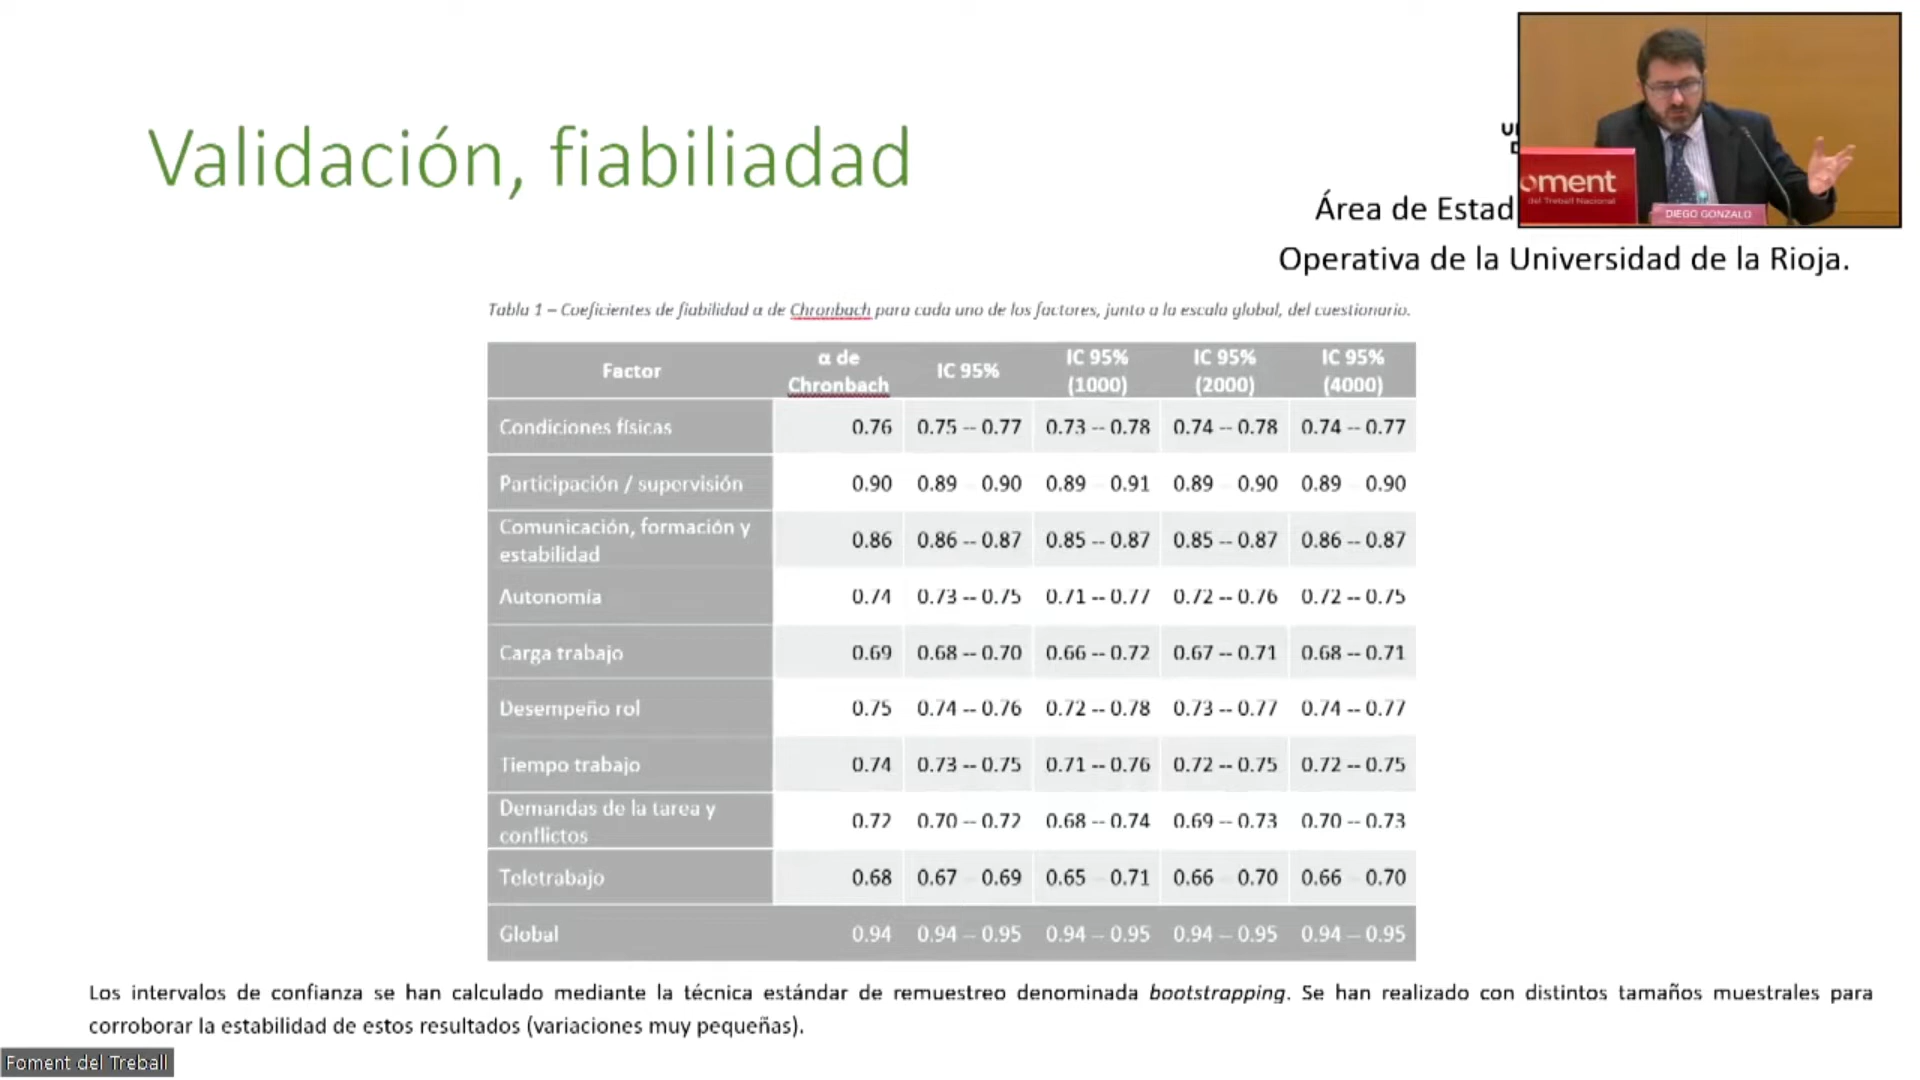 Validación, fiabiliadad
oment
del Treball Nacional
DIEGO GONZALO
Área de Estad
Operativa de la Universidad de la Rioja.
Tabla 1 – Coeficientes de fiabilidad α de Chronbach para cada uno de los factores, junto a la escala global, del cuestionario.
Factor α de Chronbach IC 95% IC 95% (1000) IC 95% (2000) IC 95% (4000)
Condiciones físicas 0.76 0.75 -- 0.77 0.73 -- 0.78 0.74 -- 0.78 0.74 -- 0.77
Participación / supervisión 0.90 0.89 0.90 0.89 0.91 0.89 0.90 0.89 0.90
Comunicación, formación y estabilidad 0.86 0.86 -- 0.87 0.85 -- 0.87 0.85 -- 0.87 0.86 -- 0.87
Autonomía 0.74 0.73 -- 0.75 0.71 -- 0.77 0.72 -- 0.76 0.72 -- 0.75
Carga trabajo 0.69 0.68 -- 0.70 0.66 -- 0.72 0.67 -- 0.71 0.68 -- 0.71
Desempeño rol 0.75 0.74 -- 0.76 0.72 -- 0.78 0.73 -- 0.77 0.74 -- 0.77
Tiempo trabajo 0.74 0.73 -- 0.75 0.71 -- 0.76 0.72 -- 0.75 0.72 -- 0.75
Demandas de la tarea y conflictos 0.72 0.70 -- 0.72 0.68 -- 0.74 0.69 -- 0.73 0.70 -- 0.73
Teletrabajo 0.68 0.67 0.69 0.65 0.71 0.66 0.70 0.66 0.70
Global 0.94 0.94 – 0.95 0.94 – 0.95 0.94 – 0.95 0.94 – 0.95
Los intervalos de confianza se han calculado mediante la técnica estándar de remuestreo denominada bootstrapping. Se han realizado con distintos tamaños muestrales para
corroborar la estabilidad de estos resultados (variaciones muy pequeñas).
Foment del Treball